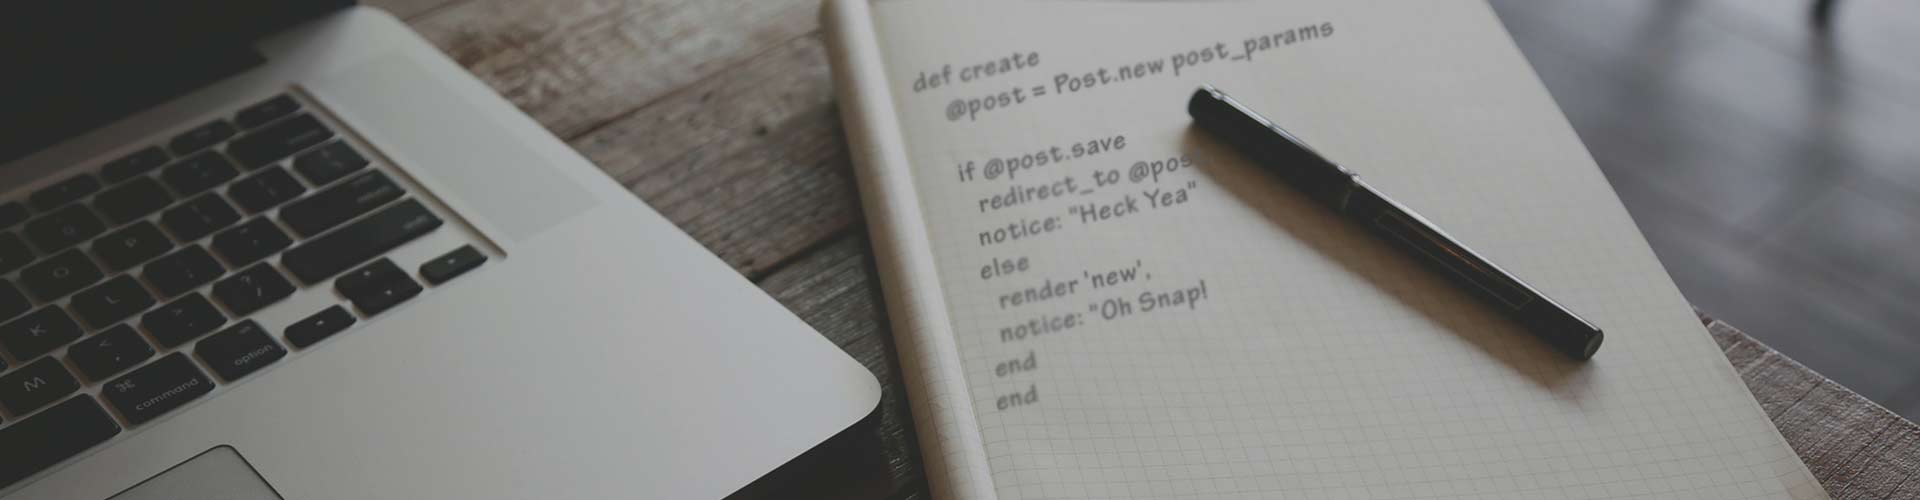 def create
@post = Post.new post_params
if @post.save
redirect_to @pos
notice: "Heck Yea"
else
render 'new',
notice: "Oh Snap!
end
end
P
O
L
K
M
?/
option
⌘
command